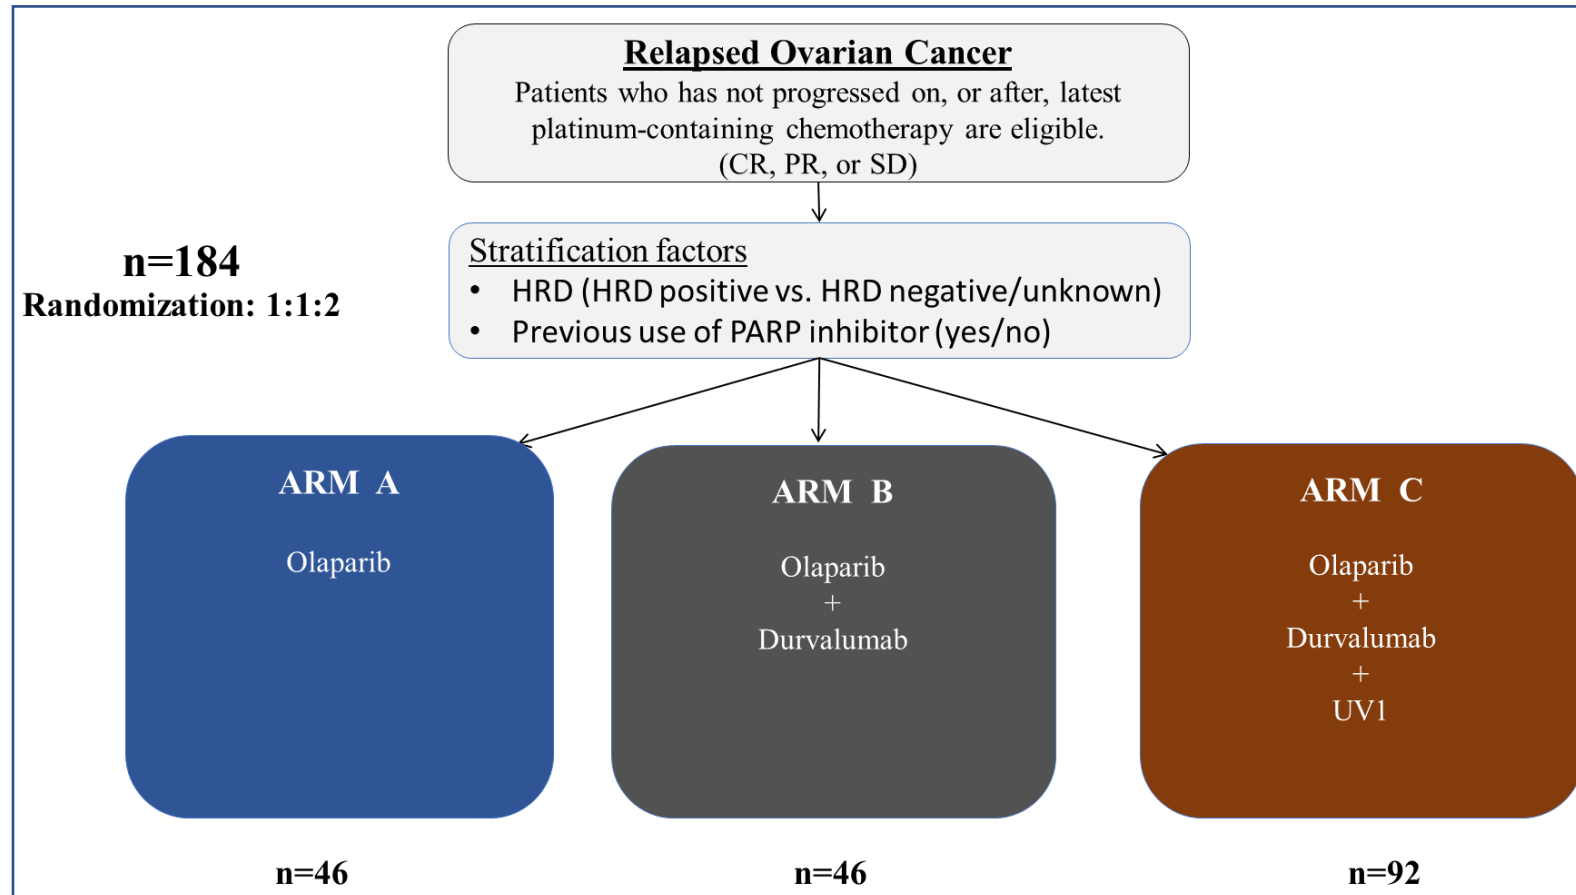 Relapsed Ovarian Cancer
Patients who has not progressed on, or after, latest
platinum-containing chemotherapy are eligible.
(CR, PR, or SD)
n=184
Randomization: 1:1:2
Stratification factors
• HRD (HRD positive vs. HRD negative/unknown)
• Previous use of PARP inhibitor (yes/no)
ARM A
Olaparib
ARM B
Olaparib
+
Durvalumab
ARM C
Olaparib
+
Durvalumab
+
UV1
n=46
n=46
n=92